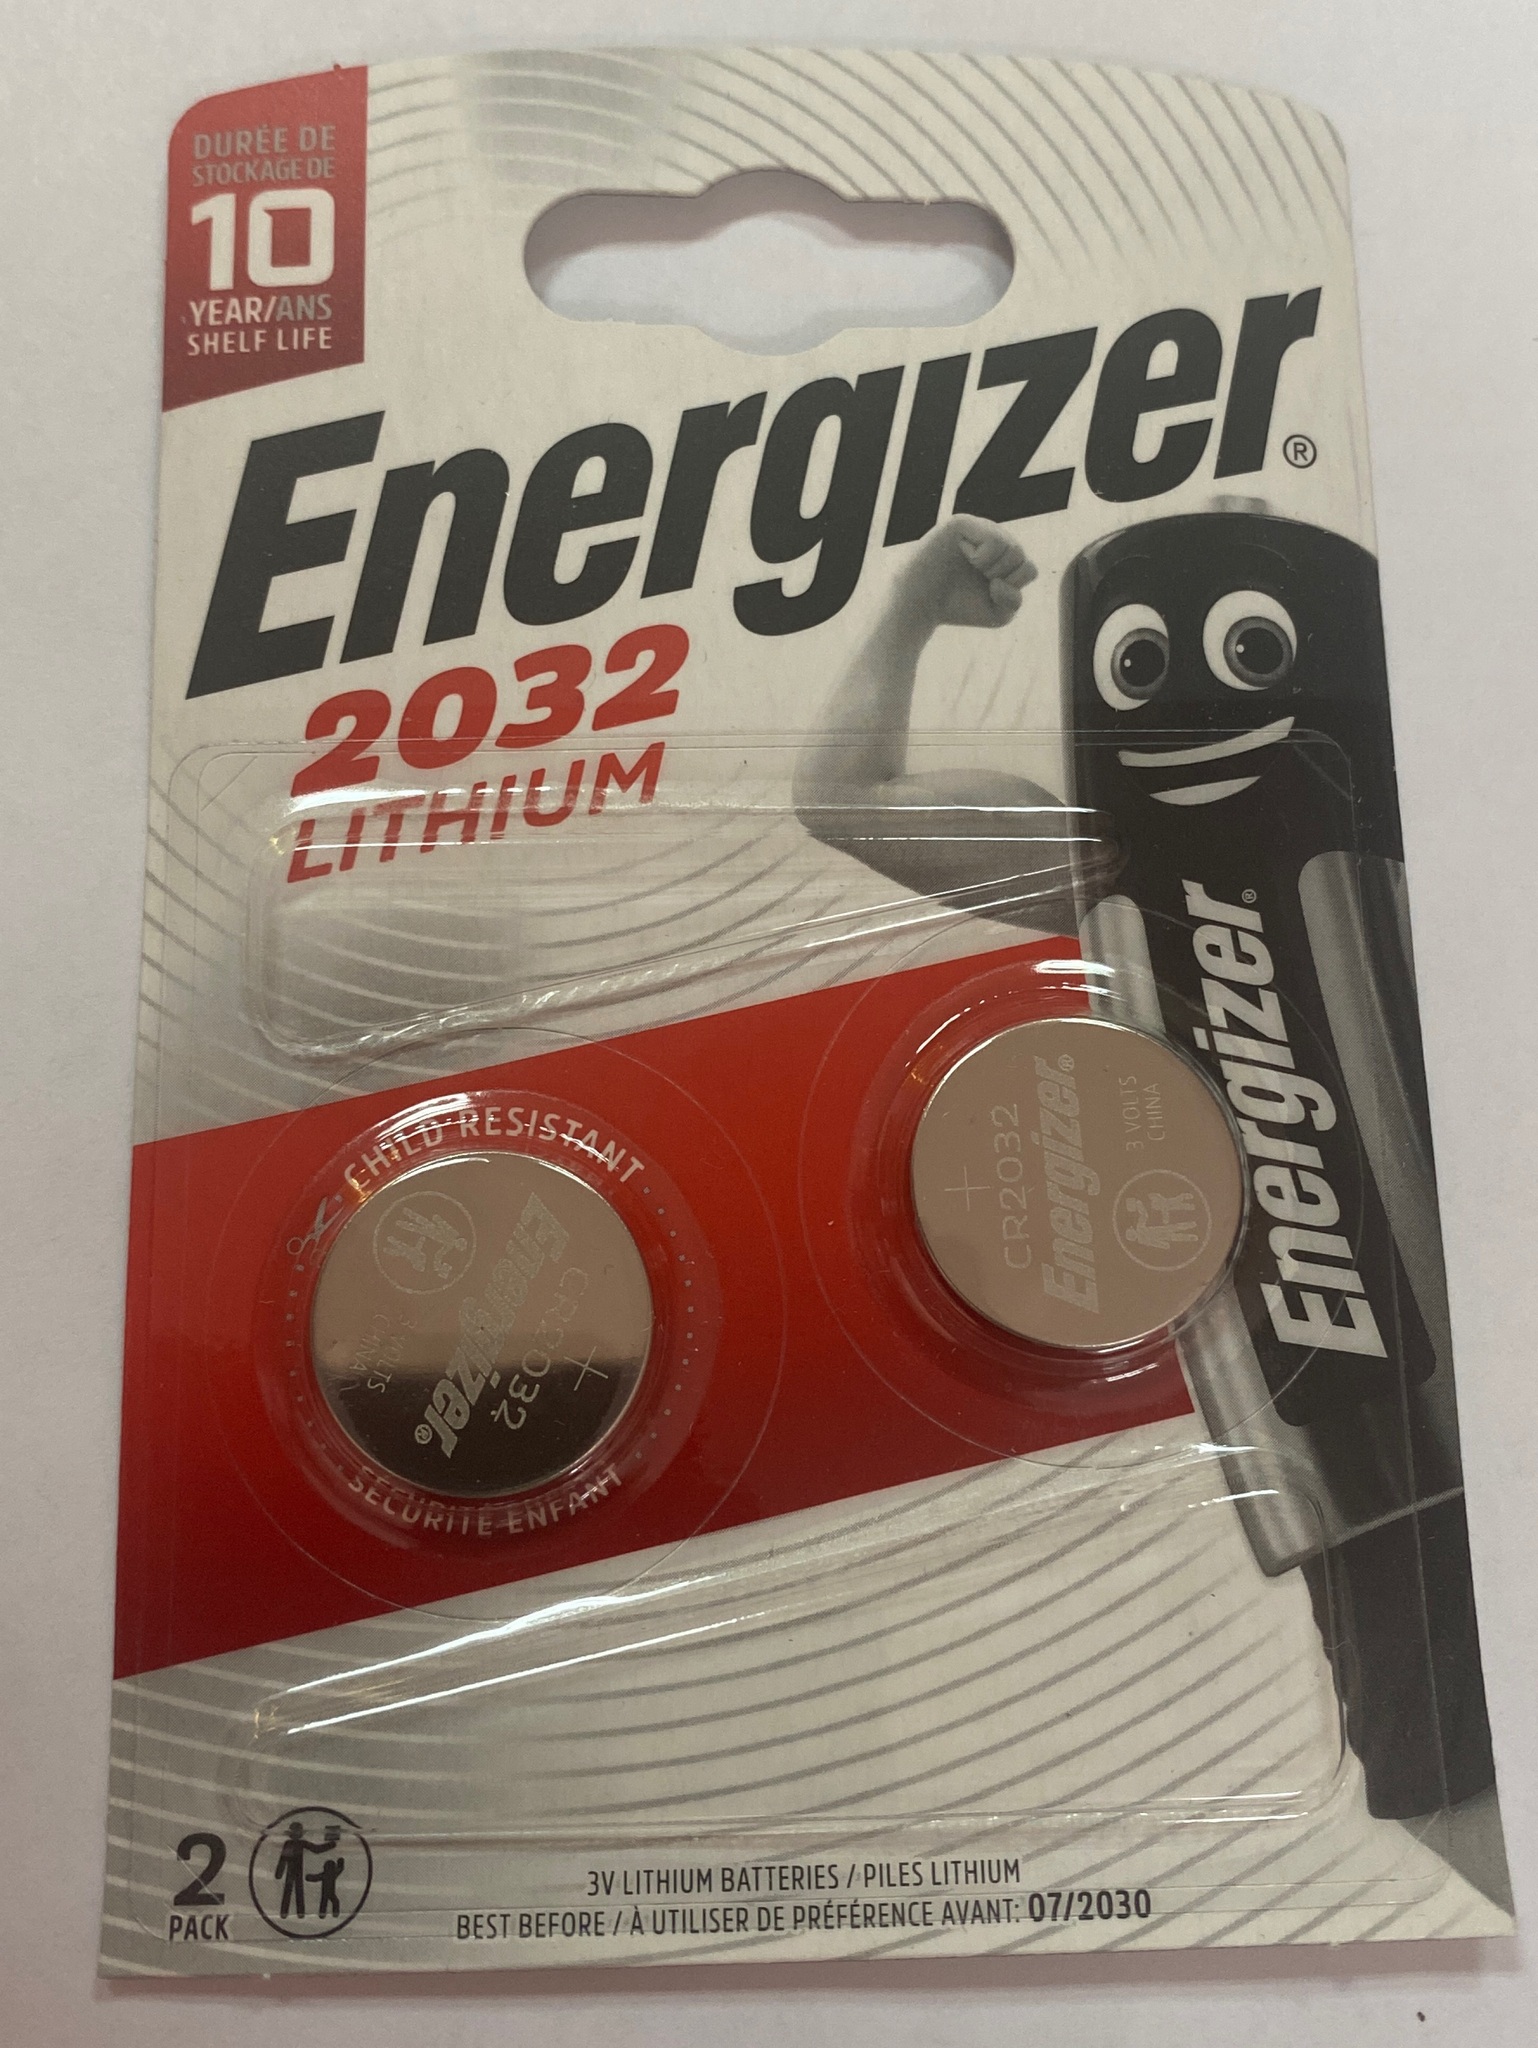 DURÉE DE
STOCKAGE DE
10
YEAR/ANS
SHELF LIFE
Energizer®
2032
LITHIUM
Energizer®
CHILD RESISTANT
CR2032
Energizer®
3 VOLTS
CHINA
+
CR2032
Energizer®
3 VOLTS
CHINA
+
SÉCURITÉ ENFANT
2
PACK
3V LITHIUM BATTERIES / PILES LITHIUM
BEST BEFORE / À UTILISER DE PRÉFÉRENCE AVANT: 07/2030